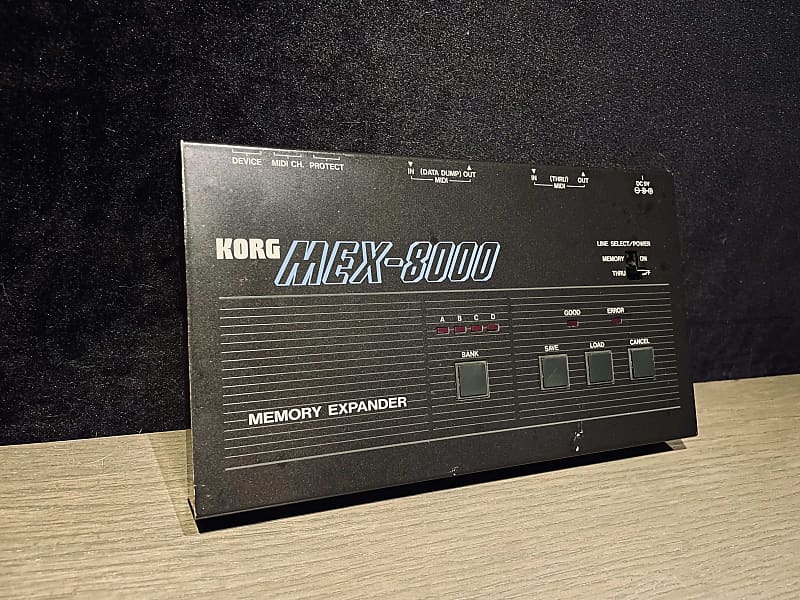 DEVICE MIDI CH. PROTECT
IN (DATA DUMP) OUT
MIDI
IN (THRU) OUT
MIDI
DC 9V
KORG MEX-8000
LINE SELECT/POWER
MEMORY ON
THRU OFF
A B C D
GOOD ERROR
BANK
SAVE LOAD CANCEL
MEMORY EXPANDER